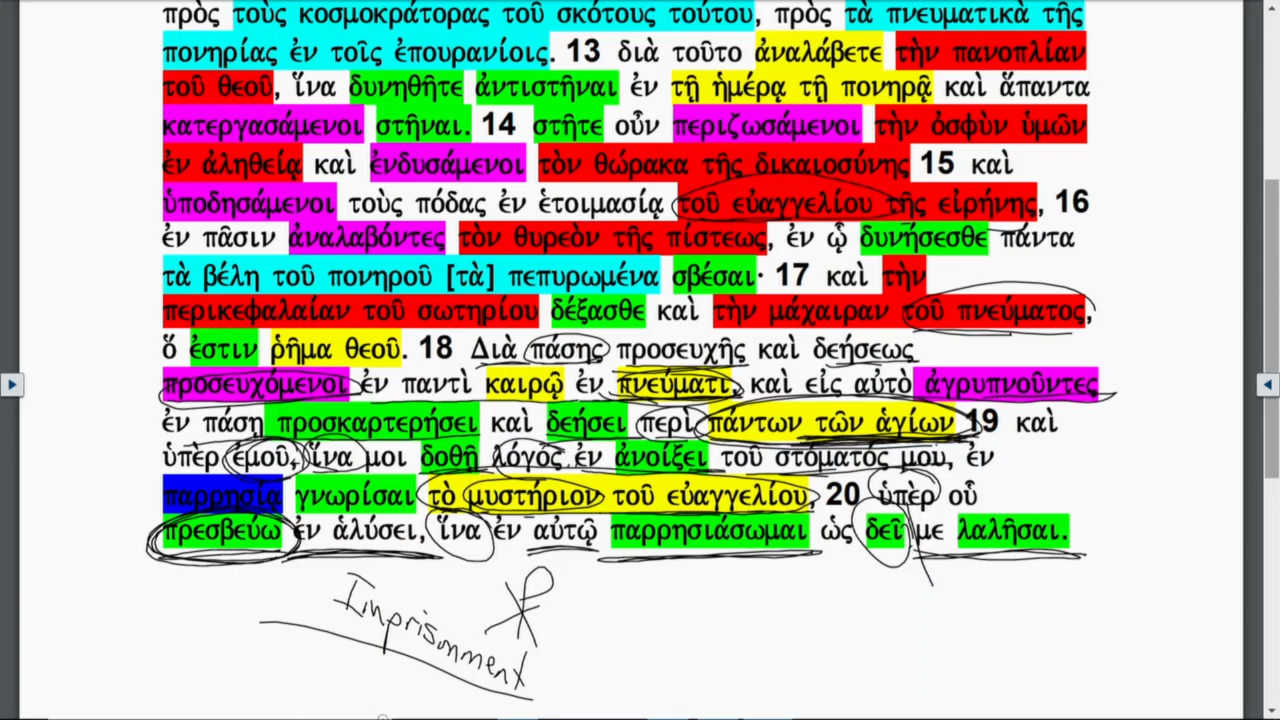 πρὸς τοὺς κοσμοκράτορας τοῦ σκότους τούτου, πρὸς τὰ πνευματικὰ τῆς
πονηρίας ἐν τοῖς ἐπουρανίοις. 13 διὰ τοῦτο ἀναλάβετε τὴν πανοπλίαν
τοῦ θεοῦ, ἵνα δυνηθῆτε ἀντιστῆναι ἐν τῇ ἡμέρᾳ τῇ πονηρᾷ καὶ ἅπαντα
κατεργασάμενοι στῆναι. 14 στῆτε οὖν περιζωσάμενοι τὴν ὀσφὺν ὑμῶν
ἐν ἀληθείᾳ καὶ ἐνδυσάμενοι τὸν θώρακα τῆς δικαιοσύνης 15 καὶ
ὑποδησάμενοι τοὺς πόδας ἐν ἑτοιμασίᾳ τοῦ εὐαγγελίου τῆς εἰρήνης, 16
ἐν πᾶσιν ἀναλαβόντες τὸν θυρεὸν τῆς πίστεως, ἐν ᾧ δυνήσεσθε πάντα
τὰ βέλη τοῦ πονηροῦ [τὰ] πεπυρωμένα σβέσαι· 17 καὶ τὴν
περικεφαλαίαν τοῦ σωτηρίου δέξασθε καὶ τὴν μάχαιραν τοῦ πνεύματος,
ὅ ἐστιν ῥῆμα θεοῦ. 18 Διὰ πάσης προσευχῆς καὶ δεήσεως
προσευχόμενοι ἐν παντὶ καιρῷ ἐν πνεύματι, καὶ εἰς αὐτὸ ἀγρυπνοῦντες
ἐν πάσῃ προσκαρτερήσει καὶ δεήσει περὶ πάντων τῶν ἁγίων 19 καὶ
ὑπὲρ ἐμοῦ, ἵνα μοι δοθῇ λόγος ἐν ἀνοίξει τοῦ στόματός μου, ἐν
παρρησίᾳ γνωρίσαι τὸ μυστήριον τοῦ εὐαγγελίου, 20 ὑπὲρ οὗ
πρεσβεύω ἐν ἁλύσει, ἵνα ἐν αὐτῷ παρρησιάσωμαι ὡς δεῖ με λαλῆσαι.
Imprisonment